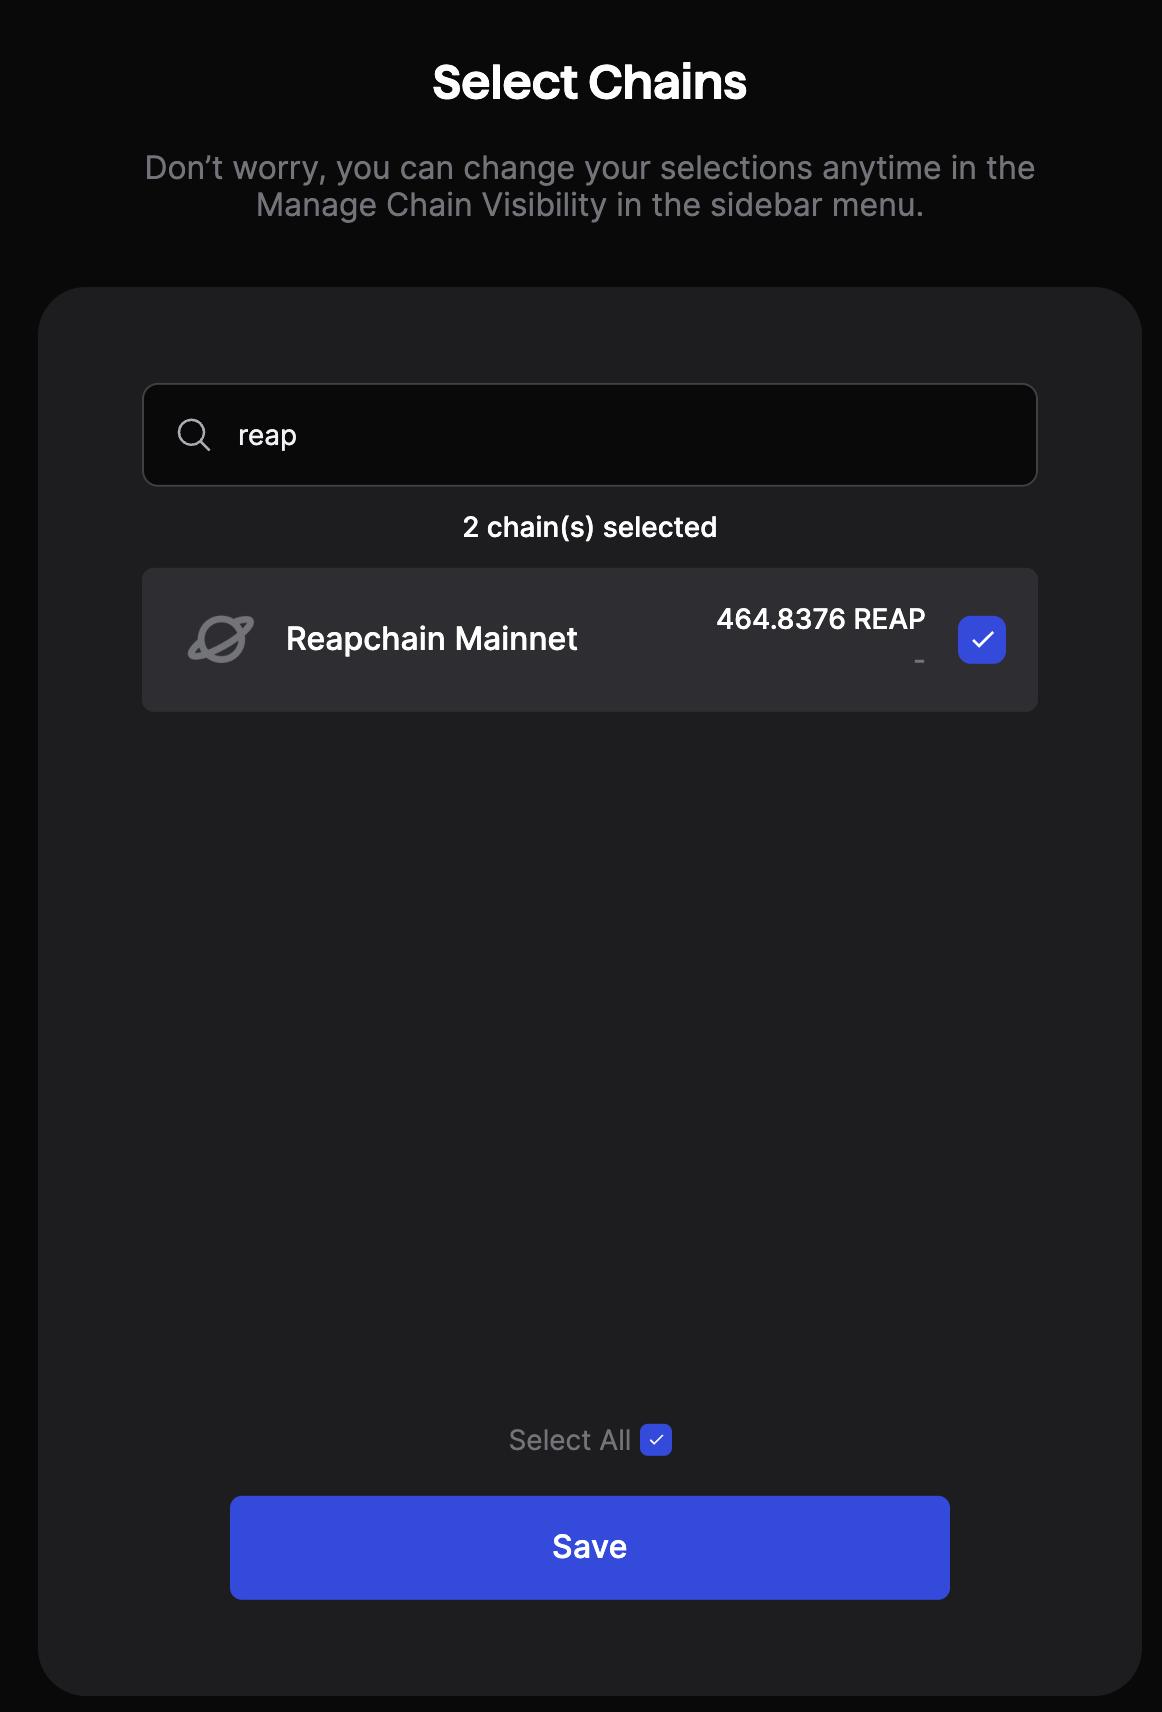 Select Chains
Don’t worry, you can change your selections anytime in the
Manage Chain Visibility in the sidebar menu.
reap
2 chain(s) selected
464.8376 REAP
Reapchain Mainnet
-
Select All
Save